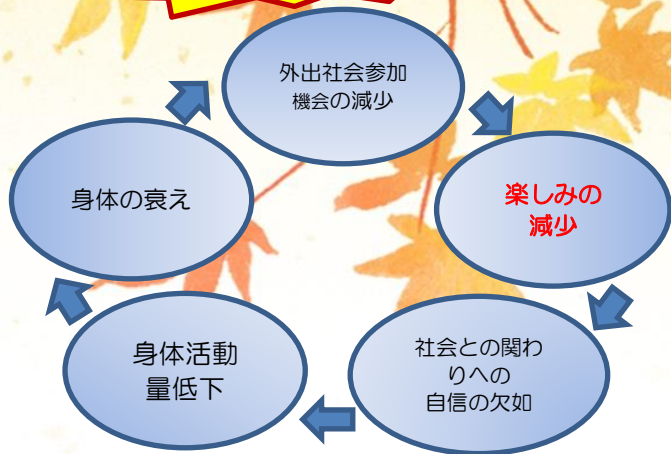 外出社会参加
機会の減少
楽しみの
減少
社会との関わ
りへの
自信の欠如
身体活動
量低下
身体の衰え